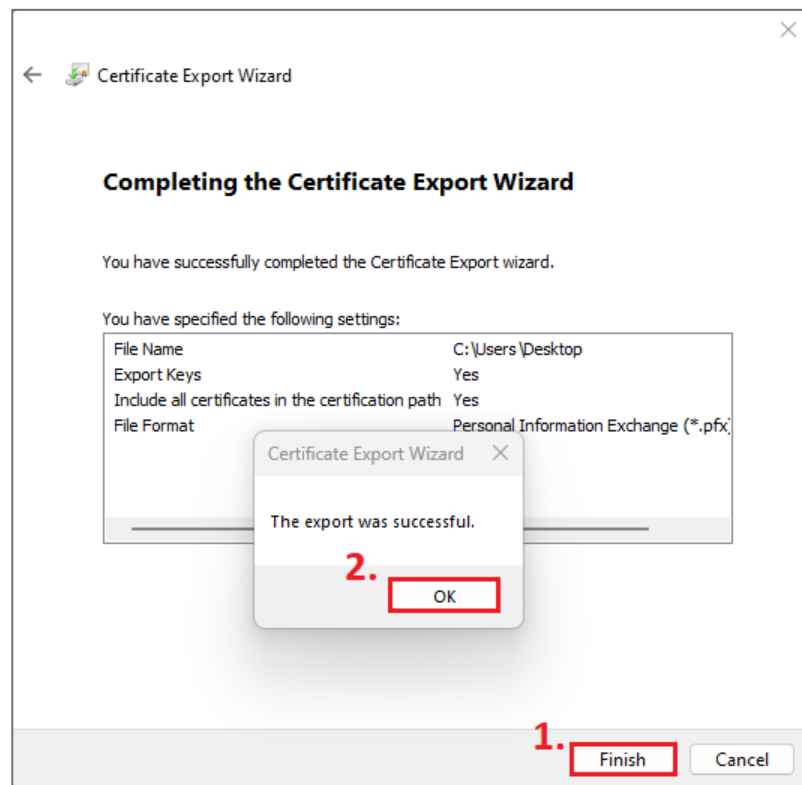 Certificate Export Wizard
Completing the Certificate Export Wizard
You have successfully completed the Certificate Export wizard.
You have specified the following settings:
File Name C:\Users\Desktop
Export Keys Yes
Include all certificates in the certification path Yes
File Format Personal Information Exchange (*.pfx)
Certificate Export Wizard
The export was successful.
2.
OK
1.
Finish Cancel